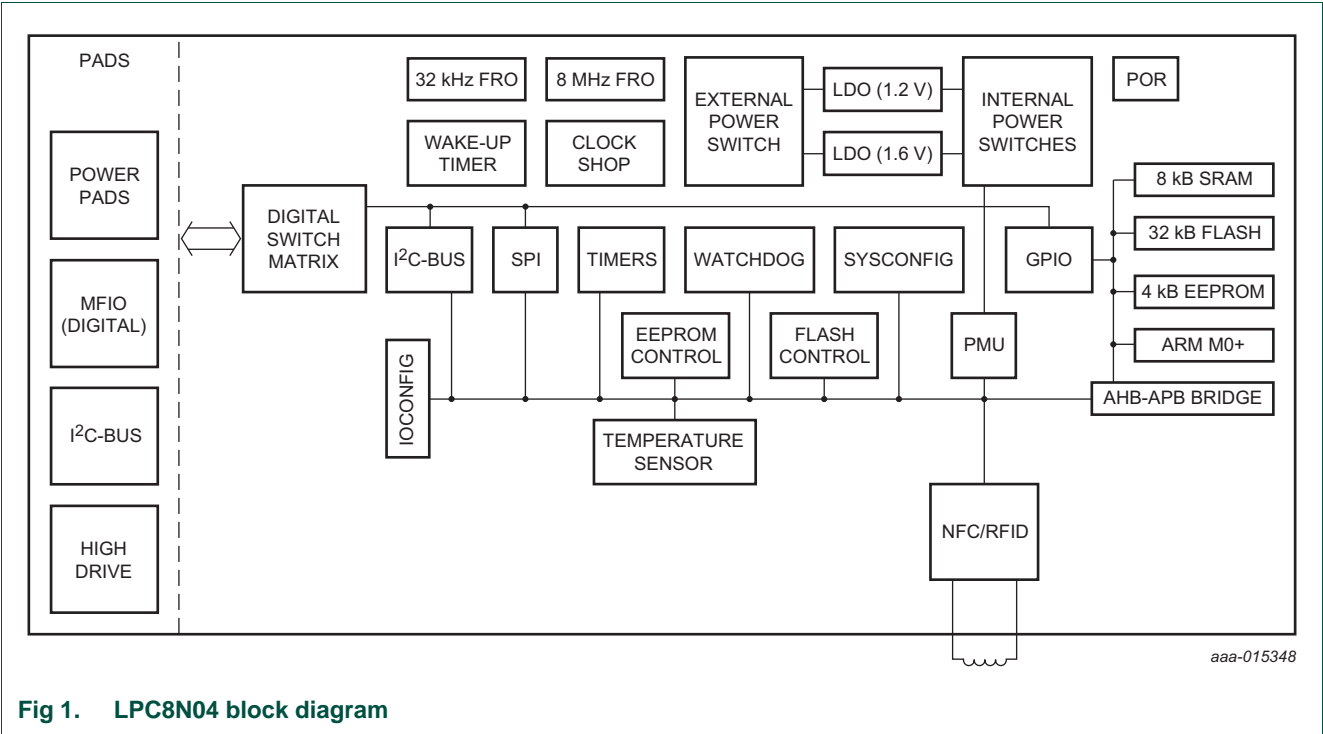 PADS
POWER
PADS
MFIO
(DIGITAL)
I2C-BUS
HIGH
DRIVE
32 kHz FRO
8 MHz FRO
WAKE-UP
TIMER
CLOCK
SHOP
EXTERNAL
POWER
SWITCH
LDO (1.2 V)
LDO (1.6 V)
INTERNAL
POWER
SWITCHES
POR
DIGITAL
SWITCH
MATRIX
I2C-BUS
SPI
TIMERS
WATCHDOG
SYSCONFIG
GPIO
8 kB SRAM
32 kB FLASH
4 kB EEPROM
ARM M0+
AHB-APB BRIDGE
IOCONFIG
EEPROM
CONTROL
FLASH
CONTROL
PMU
TEMPERATURE
SENSOR
NFC/RFID
aaa-015348
Fig 1. LPC8N04 block diagram